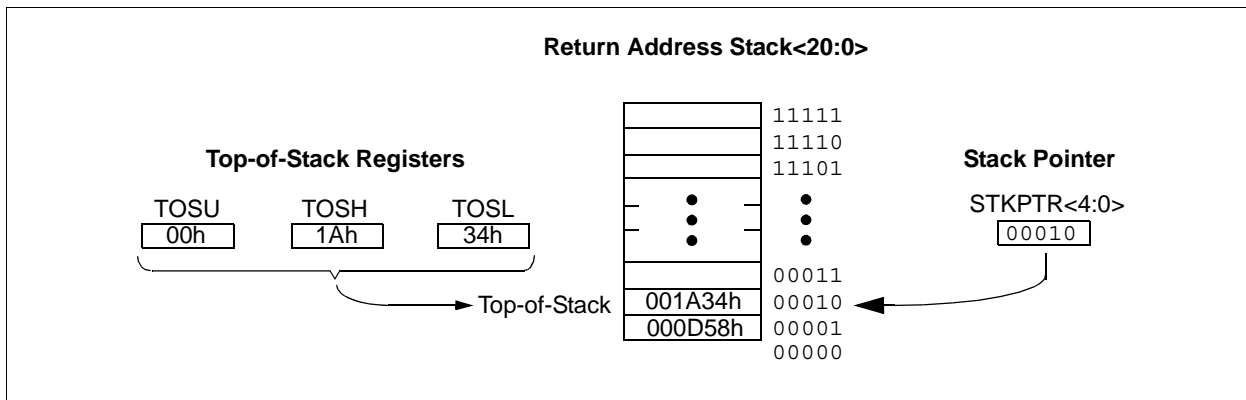 Return Address Stack<20:0>
11111
11110
11101
Top-of-Stack Registers
Stack Pointer
TOSU TOSH TOSL
STKPTR<4:0>
00h 1Ah 34h
00010
00011
Top-of-Stack 001A34h 00010
000D58h 00001
00000